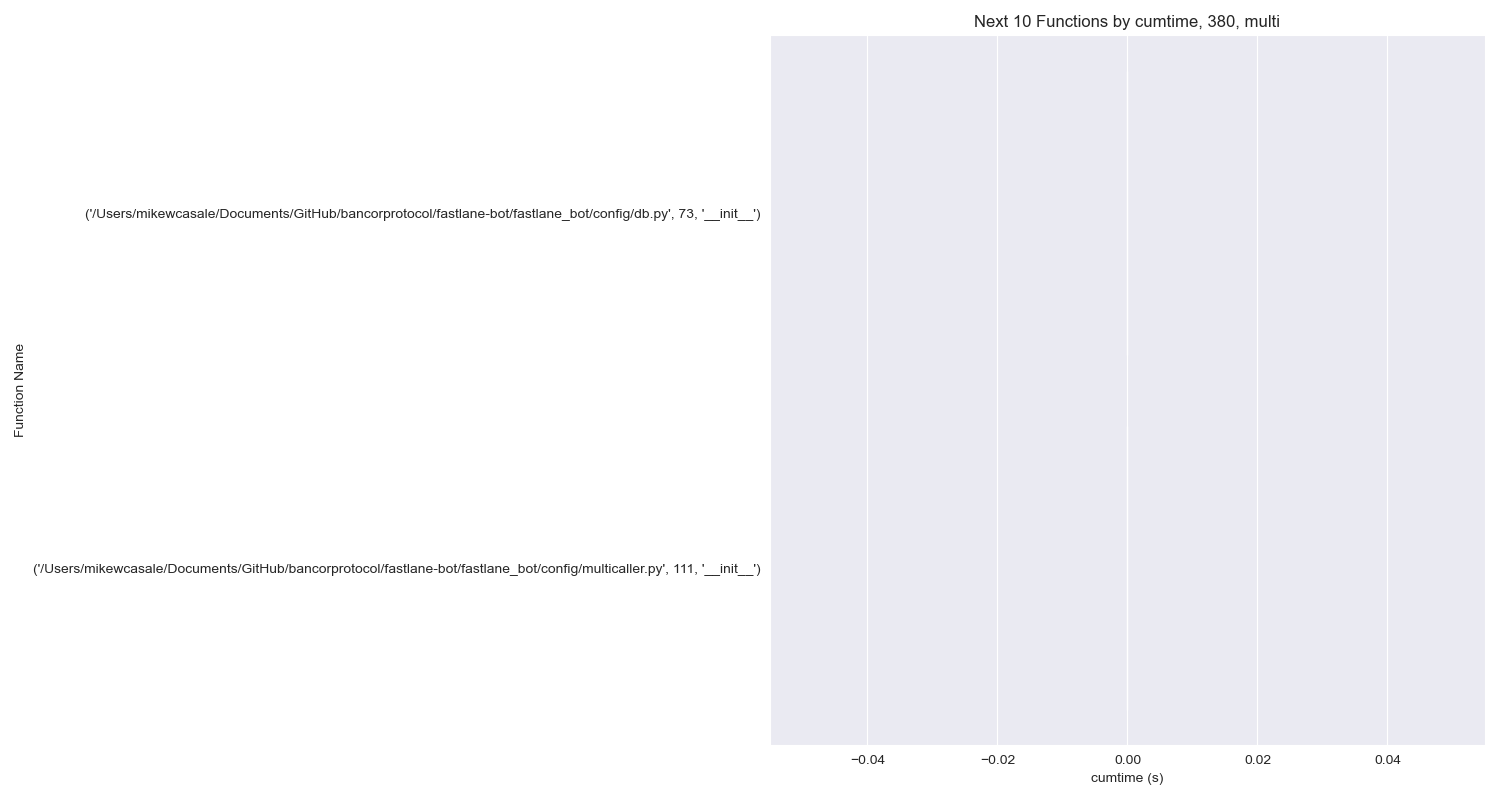 Next 10 Functions by cumtime, 380, multi
('/Users/mikewcasale/Documents/GitHub/bancorprotocol/fastlane-bot/fastlane_bot/config/db.py', 73, '__init__')
Function Name
('/Users/mikewcasale/Documents/GitHub/bancorprotocol/fastlane-bot/fastlane_bot/config/multicaller.py', 111, '__init__')
−0.04 −0.02 0.00 0.02 0.04
cumtime (s)